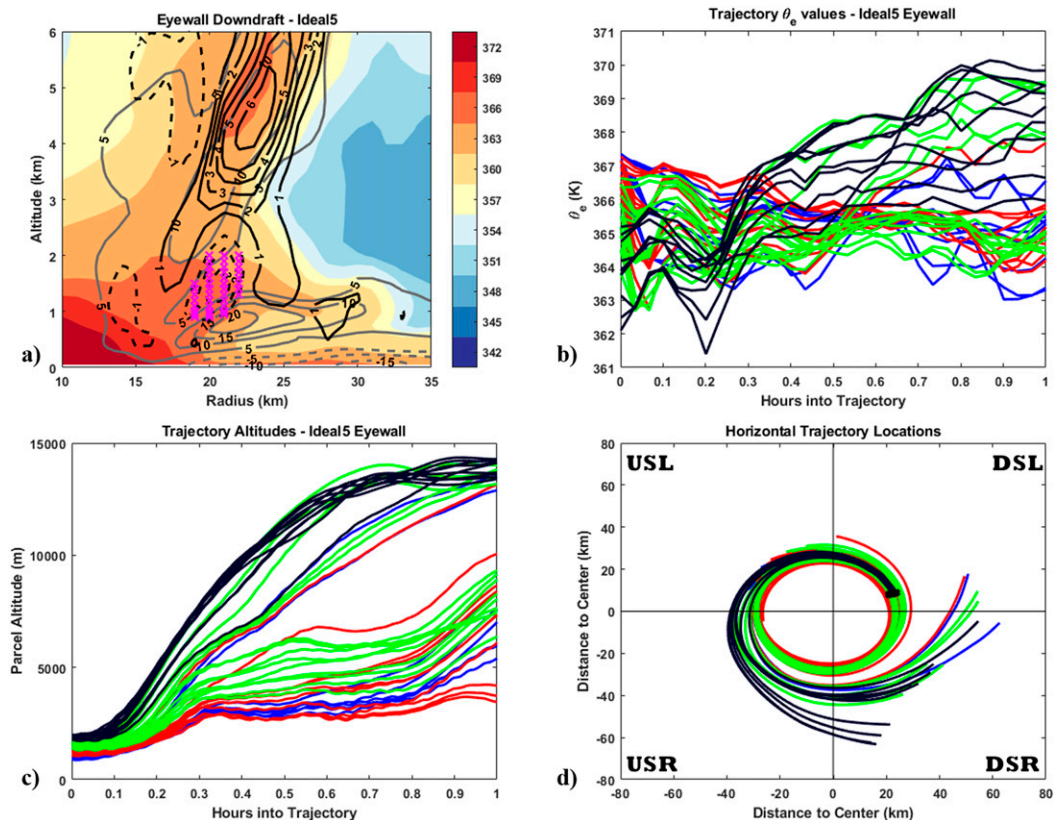 Eyewall Downdraft - Ideal5
Altitude (km)
6
5
4
3
2
1
0
10 15 20 25 30 35
Radius (km)
372
369
366
363
360
357
354
351
348
345
342
a)
Trajectory θe values - Ideal5 Eyewall
θe (K)
371
370
369
368
367
366
365
364
363
362
361
0 0.1 0.2 0.3 0.4 0.5 0.6 0.7 0.8 0.9 1
Hours into Trajectory
b)
Trajectory Altitudes - Ideal5 Eyewall
Parcel Altitude (m)
15000
10000
5000
0
0 0.1 0.2 0.3 0.4 0.5 0.6 0.7 0.8 0.9 1
Hours into Trajectory
c)
Horizontal Trajectory Locations
USL DSL
Distance to Center (km)
80
60
40
20
0
-20
-40
-60
-80
USR DSR
-80 -60 -40 -20 0 20 40 60 80
Distance to Center (km)
d)